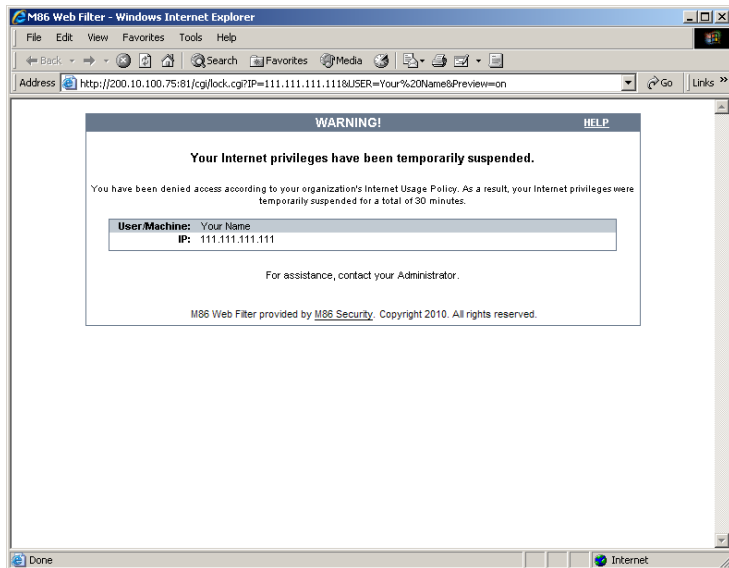 M86 Web Filter - Windows Internet Explorer
File Edit View Favorites Tools Help
Back Search Favorites Media
Address http://200.10.100.75:81/cgi/lock.cgi?IP=111.111.111.111&USER=Your%20Name&Preview=on Go Links »
WARNING! HELP
Your Internet privileges have been temporarily suspended.
You have been denied access according to your organization's Internet Usage Policy. As a result, your Internet privileges were
temporarily suspended for a total of 30 minutes.
User/Machine: Your Name
IP: 111.111.111.111
For assistance, contact your Administrator.
M86 Web Filter provided by M86 Security. Copyright 2010. All rights reserved.
Done Internet